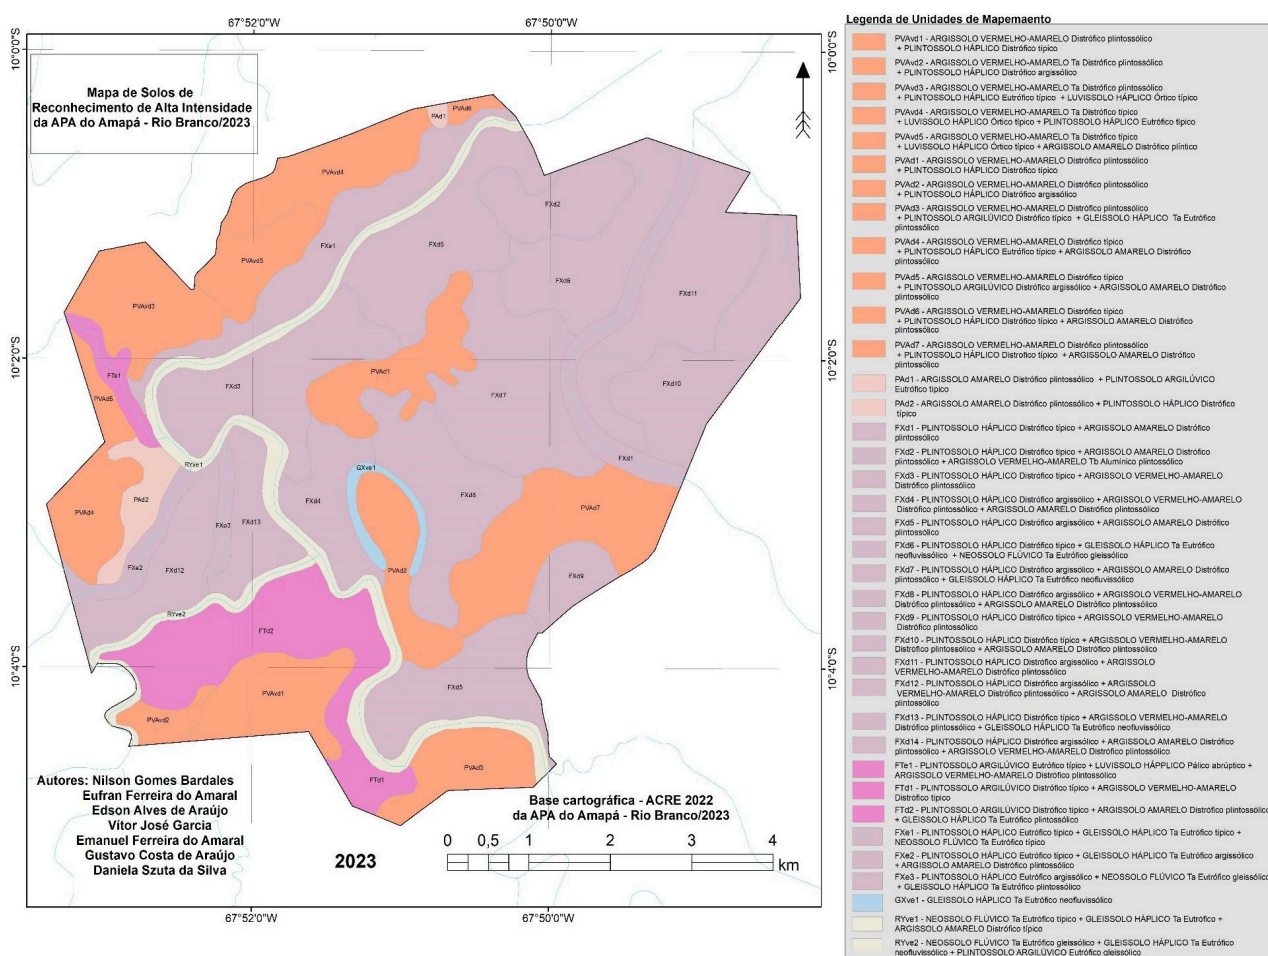 67°52'0"W
67°50'0"W
10°0'0"S
10°0'0"S
Mapa de Solos de
Reconhecimento de Alta Intensidade
da APA do Amapá - Rio Branco/2023
PAd1
PVAd6
PVAvd4
FXd2
FXe1
FXd5
PVAvd5
FXd6
FXd11
PVAvd3
10°2'0"S
10°2'0"S
FTe1
PVAd1
FXd3
FXd10
PVAd5
FXd7
FXd1
RYve1
GXve1
PAd2
FXd4
PVAd7
PVAd4
FXe3
FXd13
FXe2
FXd12
PVAd2
FXd9
RYve2
FTd2
10°4'0"S
10°4'0"S
PVAvd1
FXd5
PVAvd2
PVAd3
FTd1
Autores: Nilson Gomes Bardales
Eufran Ferreira do Amaral
Edson Alves de Araújo
Vítor José Garcia
Emanuel Ferreira do Amaral
Gustavo Costa de Araújo
Daniela Szuta da Silva
2023
Base cartográfica - ACRE 2022
da APA do Amapá - Rio Branco/2023
0 0,5 1 2 3 4
km
67°52'0"W
67°50'0"W
Legenda de Unidades de Mapemaento
PVAvd1 - ARGISSOLO VERMELHO-AMARELO Distrófico plintossólico
+ PLINTOSSOLO HÁPLICO Distrófico típico
PVAvd2 - ARGISSOLO VERMELHO-AMARELO Ta Distrófico plintossólico
+ PLINTOSSOLO HÁPLICO Distrófico argissólico
PVAvd3 - ARGISSOLO VERMELHO-AMARELO Ta Distrófico plintossólico
+ PLINTOSSOLO HÁPLICO Eutrófico típico + LUVISSOLO HÁPLICO Órtico típico
PVAvd4 - ARGISSOLO VERMELHO-AMARELO Ta Distrófico típico
+ LUVISSOLO HÁPLICO Órtico típico + PLINTOSSOLO HÁPLICO Eutrófico típico
PVAvd5 - ARGISSOLO VERMELHO-AMARELO Ta Distrófico típico
+ LUVISSOLO HÁPLICO Órtico típico + ARGISSOLO AMARELO Distrófico plíntico
PVAd1 - ARGISSOLO VERMELHO-AMARELO Distrófico plintossólico
+ PLINTOSSOLO HÁPLICO Distrófico típico
PVAd2 - ARGISSOLO VERMELHO-AMARELO Distrófico plintossólico
+ PLINTOSSOLO HÁPLICO Distrófico argissólico
PVAd3 - ARGISSOLO VERMELHO-AMARELO Distrófico plintossólico
+ PLINTOSSOLO ARGILÚVICO Distrófico típico + GLEISSOLO HÁPLICO Ta Eutrófico
plintossólico
PVAd4 - ARGISSOLO VERMELHO-AMARELO Distrófico típico
+ PLINTOSSOLO HÁPLICO Eutrófico típico + ARGISSOLO AMARELO Distrófico
plintossólico
PVAd5 - ARGISSOLO VERMELHO-AMARELO Distrófico típico
+ PLINTOSSOLO ARGILÚVICO Distrófico argissólico + ARGISSOLO AMARELO Distrófico
plintossólico
PVAd6 - ARGISSOLO VERMELHO-AMARELO Distrófico típico
+ PLINTOSSOLO HÁPLICO Distrófico típico + ARGISSOLO AMARELO Distrófico
plintossólico
PVAd7 - ARGISSOLO VERMELHO-AMARELO Distrófico plintossólico
+ PLINTOSSOLO HÁPLICO Distrófico típico + ARGISSOLO AMARELO Distrófico
plintossólico
PAd1 - ARGISSOLO AMARELO Distrófico plintossólico + PLINTOSSOLO ARGILÚVICO
Eutrófico típico
PAd2 - ARGISSOLO AMARELO Distrófico plintossólico + PLINTOSSOLO HÁPLICO Distrófico
típico
FXd1 - PLINTOSSOLO HÁPLICO Distrófico típico + ARGISSOLO AMARELO Distrófico
plintossólico
FXd2 - PLINTOSSOLO HÁPLICO Distrófico típico + ARGISSOLO AMARELO Distrófico
plintossólico + ARGISSOLO VERMELHO-AMARELO Tb Alumínico plintossólico
FXd3 - PLINTOSSOLO HÁPLICO Distrófico típico + ARGISSOLO VERMELHO-AMARELO
Distrófico plintossólico
FXd4 - PLINTOSSOLO HÁPLICO Distrófico argissólico + ARGISSOLO VERMELHO-AMARELO
Distrófico plintossólico + ARGISSOLO AMARELO Distrófico plintossólico
FXd5 - PLINTOSSOLO HÁPLICO Distrófico argissólico + ARGISSOLO AMARELO Distrófico
plintossólico
FXd6 - PLINTOSSOLO HÁPLICO Distrófico típico + GLEISSOLO HÁPLICO Ta Eutrófico
neofluvissólico + NEOSSOLO FLÚVICO Ta Eutrófico gleissólico
FXd7 - PLINTOSSOLO HÁPLICO Distrófico argissólico + ARGISSOLO AMARELO Distrófico
plintossólico + GLEISSOLO HÁPLICO Ta Eutrófico neofluvissólico
FXd8 - PLINTOSSOLO HÁPLICO Distrófico argissólico + ARGISSOLO VERMELHO-AMARELO
Distrófico plintossólico + ARGISSOLO AMARELO Distrófico plintossólico
FXd9 - PLINTOSSOLO HÁPLICO Distrófico típico + ARGISSOLO VERMELHO-AMARELO
Distrófico plintossólico
FXd10 - PLINTOSSOLO HÁPLICO Distrófico típico + ARGISSOLO VERMELHO-AMARELO
Distrófico plintossólico + ARGISSOLO AMARELO Distrófico plintossólico
FXd11 - PLINTOSSOLO HÁPLICO Distrófico argissólico + ARGISSOLO
VERMELHO-AMARELO Distrófico plintossólico
FXd12 - PLINTOSSOLO HÁPLICO Distrófico argissólico + ARGISSOLO
VERMELHO-AMARELO Distrófico plintossólico + ARGISSOLO AMARELO Distrófico
plintossólico
FXd13 - PLINTOSSOLO HÁPLICO Distrófico típico + ARGISSOLO VERMELHO-AMARELO
Distrófico plintossólico + GLEISSOLO HÁPLICO Ta Eutrófico neofluvissólico
FXd14 - PLINTOSSOLO HÁPLICO Distrófico argissólico + ARGISSOLO AMARELO Distrófico
plintossólico + ARGISSOLO VERMELHO-AMARELO Distrófico plintossólico
FTe1 - PLINTOSSOLO ARGILÚVICO Eutrófico típico + LUVISSOLO HÁPPLICO Pálico abrúptico +
ARGISSOLO VERMELHO-AMARELO Distrófico plintossólico
FTd1 - PLINTOSSOLO ARGILÚVICO Distrófico típico + ARGISSOLO VERMELHO-AMARELO
Distrófico típico
FTd2 - PLINTOSSOLO ARGILÚVICO Distrófico típico + ARGISSOLO AMARELO Distrófico plintossólico
+ GLEISSOLO HÁPLICO Ta Eutrófico plintossólico
FXe1 - PLINTOSSOLO HÁPLICO Eutrófico típico + GLEISSOLO HÁPLICO Ta Eutrófico típico +
NEOSSOLO FLÚVICO Ta Eutrófico típico
FXe2 - PLINTOSSOLO HÁPLICO Eutrófico típico + GLEISSOLO HÁPLICO Ta Eutrófico argissólico
+ ARGISSOLO AMARELO Distrófico plintossólico
FXe3 - PLINTOSSOLO HÁPLICO Eutrófico argissólico + NEOSSOLO FLÚVICO Ta Eutrófico gleissólico
+ GLEISSOLO HÁPLICO Ta Eutrófico plintossólico
GXve1 - GLEISSOLO HÁPLICO Ta Eutrófico neofluvissólico
RYve1 - NEOSSOLO FLÚVICO Ta Eutrófico típico + GLEISSOLO HÁPLICO Ta Eutrófico +
ARGISSOLO AMARELO Distrófico típico
RYve2 - NEOSSOLO FLÚVICO Ta Eutrófico gleissólico + GLEISSOLO HÁPLICO Ta Eutrófico
neofluvissólico + PLINTOSSOLO ARGILÚVICO Eutrófico gleissólico